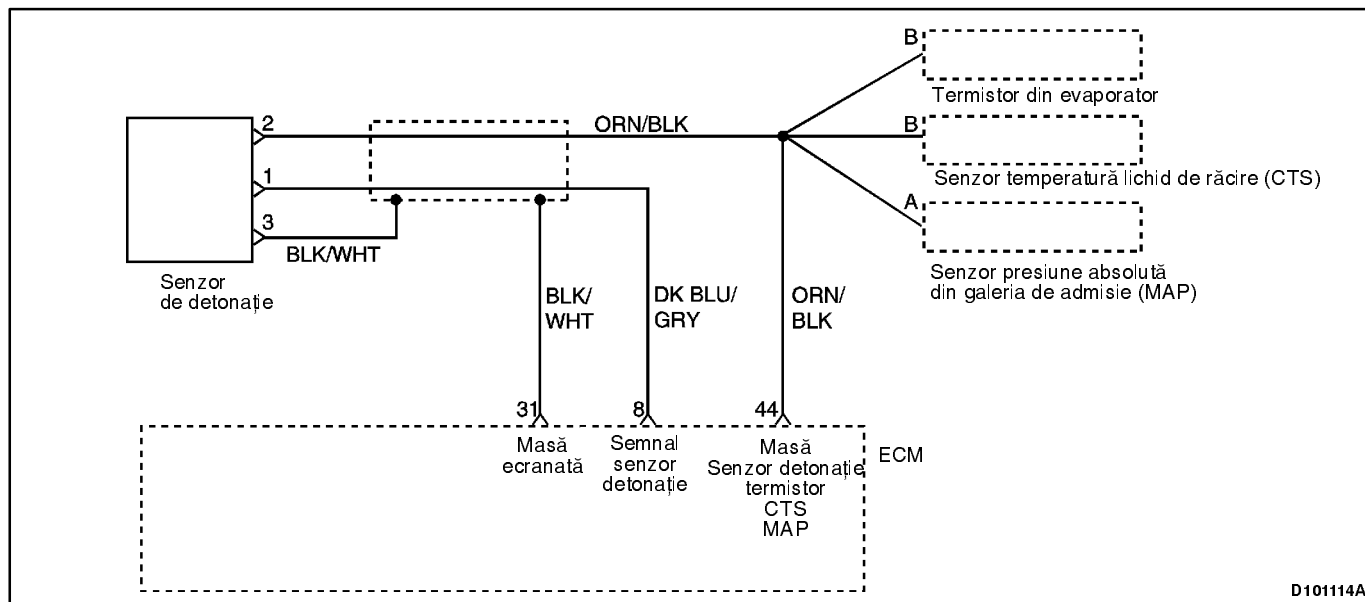 B
Termistor din evaporator
2
ORN/BLK
B
1
Senzor temperatură lichid de răcire (CTS)
A
3
BLK/WHT
Senzor
de detonație
Senzor presiune absolută
din galeria de admisie (MAP)
BLK/
WHT
DK BLU/
GRY
ORN/
BLK
31
8
44
Masă
ecranată
Semnal
senzor
detonație
Masă
Senzor detonație
termistor
CTS
MAP
ECM
D101114A